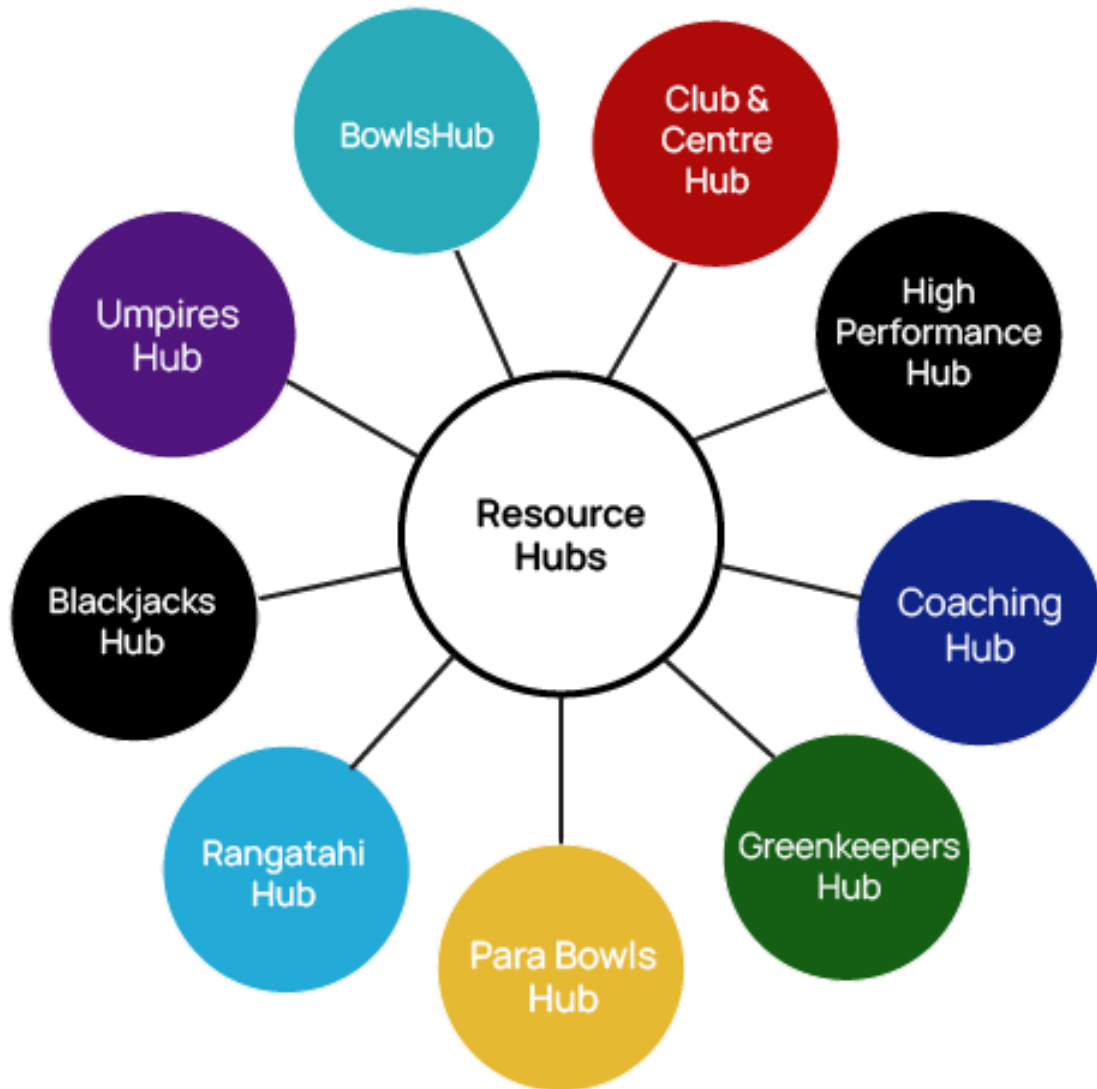 BowlsHub
Club &
Centre
Hub
Umpires
Hub
High
Performance
Hub
Resource
Hubs
Blackjacks
Hub
Coaching
Hub
Rangatahi
Hub
Greenkeepers
Hub
Para Bowls
Hub